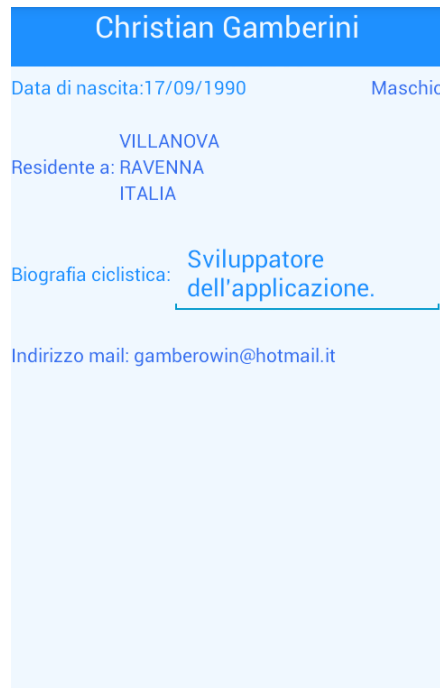 Christian Gamberini
Data di nascita:17/09/1990 Maschio
VILLANOVA
Residente a: RAVENNA
ITALIA
Biografia ciclistica: Sviluppatore
dell'applicazione.
Indirizzo mail: gamberowin@hotmail.it